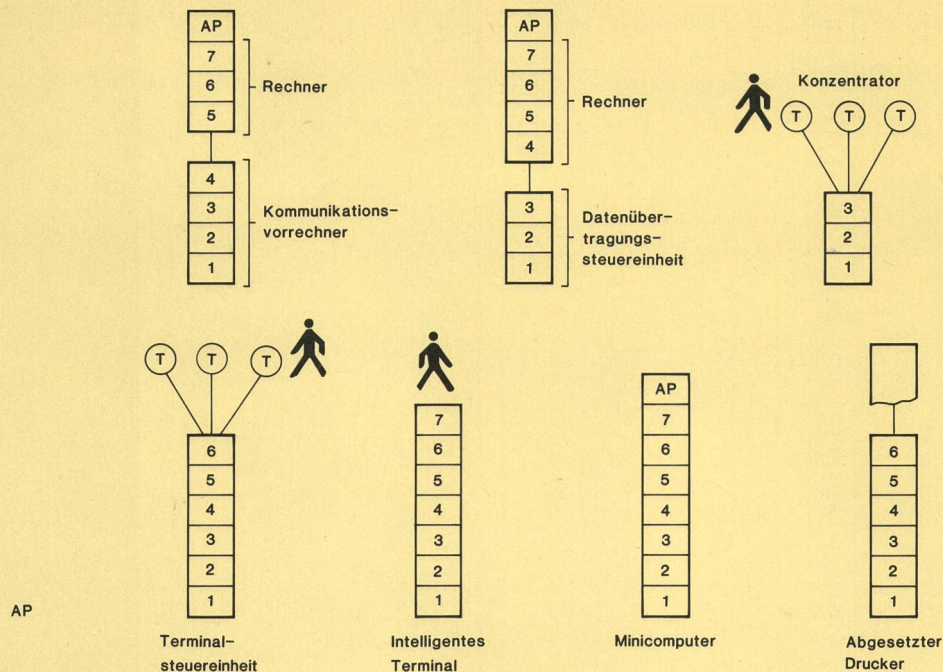 AP
7
6
5
Rechner
4
3
2
1
Kommunikations-
vorrechner
AP
7
6
5
4
Rechner
3
2
1
Datenüber-
tragungs-
steuereinheit
Konzentrator
T T T
3
2
1
T T T
6
5
4
3
2
1
Terminal-
steuereinheit
7
6
5
4
3
2
1
Intelligentes
Terminal
AP
7
6
5
4
3
2
1
Minicomputer
6
5
4
3
2
1
Abgesetzter
Drucker
AP